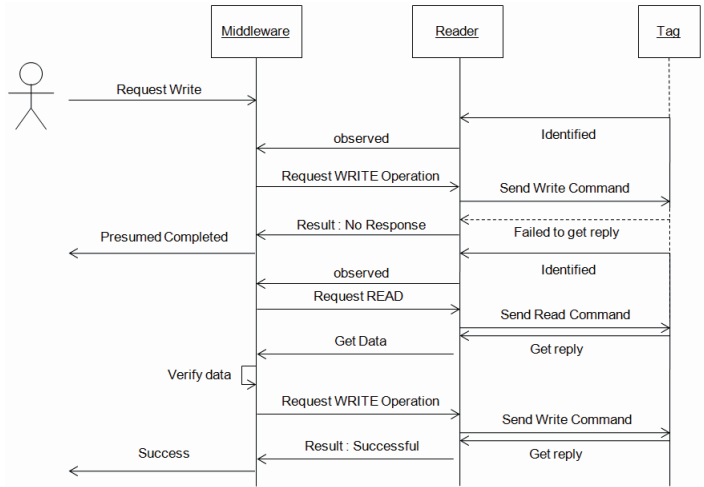 Middleware
Reader
Tag
Request Write
Identified
observed
Request WRITE Operation
Send Write Command
Result : No Response
Failed to get reply
Presumed Completed
Identified
observed
Request READ
Send Read Command
Get Data
Get reply
Verify data
Request WRITE Operation
Send Write Command
Result : Successful
Get reply
Success